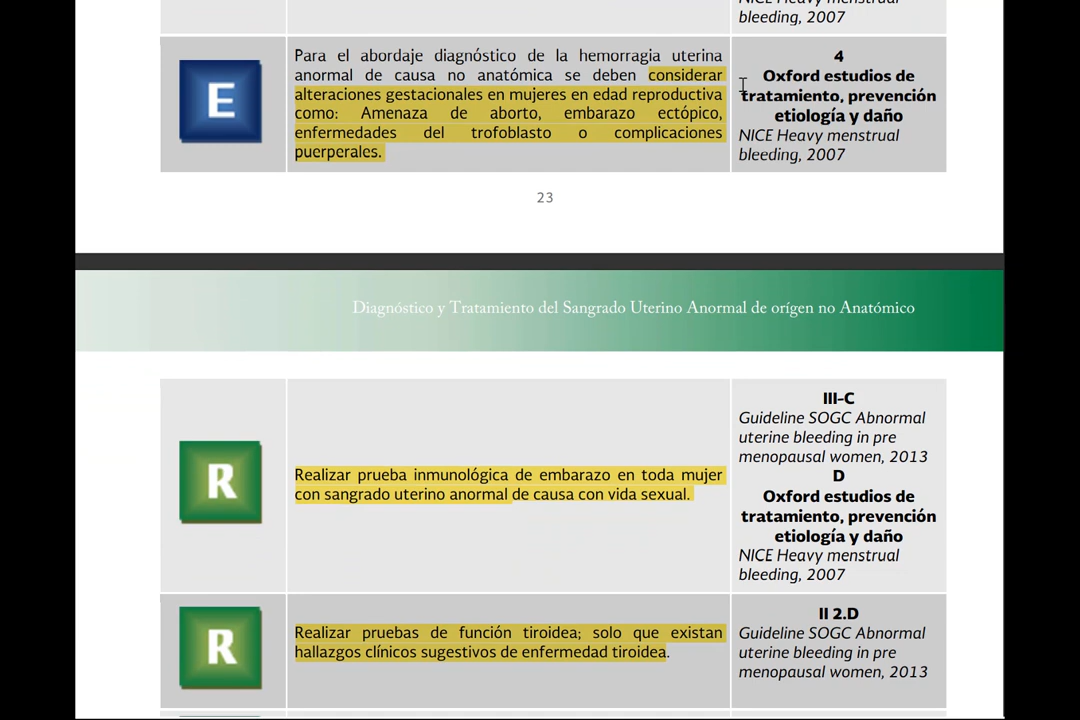 NICE Heavy menstrual
bleeding, 2007
E
Para el abordaje diagnóstico de la hemorragia uterina
anormal de causa no anatómica se deben considerar
alteraciones gestacionales en mujeres en edad reproductiva
como: Amenaza de aborto, embarazo ectópico,
enfermedades del trofoblasto o complicaciones
puerperales.
4
Oxford estudios de
tratamiento, prevención
etiología y daño
NICE Heavy menstrual
bleeding, 2007
23
Diagnóstico y Tratamiento del Sangrado Uterino Anormal de orígen no Anatómico
R
Realizar prueba inmunológica de embarazo en toda mujer
con sangrado uterino anormal de causa con vida sexual.
III-C
Guideline SOGC Abnormal
uterine bleeding in pre
menopausal women, 2013
D
Oxford estudios de
tratamiento, prevención
etiología y daño
NICE Heavy menstrual
bleeding, 2007
R
Realizar pruebas de función tiroidea; solo que existan
hallazgos clínicos sugestivos de enfermedad tiroidea.
II 2.D
Guideline SOGC Abnormal
uterine bleeding in pre
menopausal women, 2013